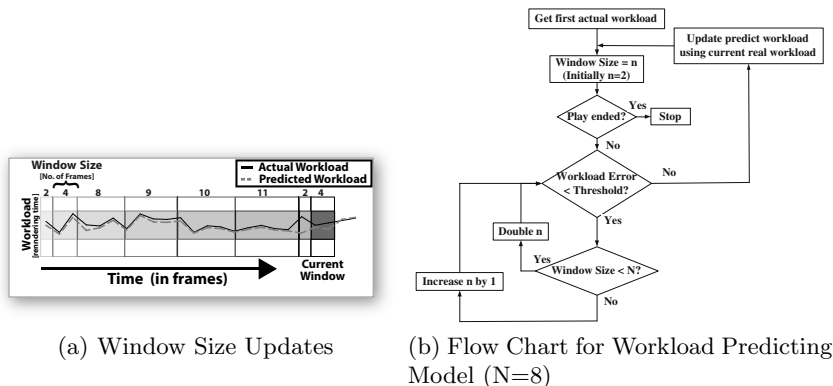 Window Size
[No. of Frames]
2 4 8 9 10 11 2 4
Actual Workload
Predicted Workload
Workload
[renndering time]
Time (in frames)
Current
Window
(a) Window Size Updates
Get first actual workload
Update predict workload
using current real workload
Window Size = n
(Initially n=2)
Play ended?
Yes
Stop
No
Workload Error
< Threshold?
No
Yes
Double n
Yes
Window Size < N?
Increase n by 1
No
(b) Flow Chart for Workload Predicting
Model (N=8)